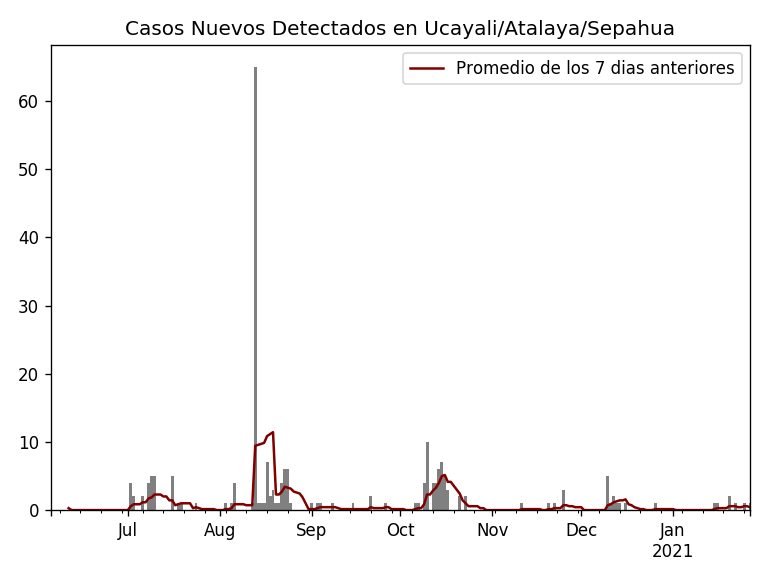 Casos Nuevos Detectados en Ucayali/Atalaya/Sepahua
Promedio de los 7 dias anteriores
60
50
40
30
20
10
0
Jul Aug Sep Oct Nov Dec Jan
2021